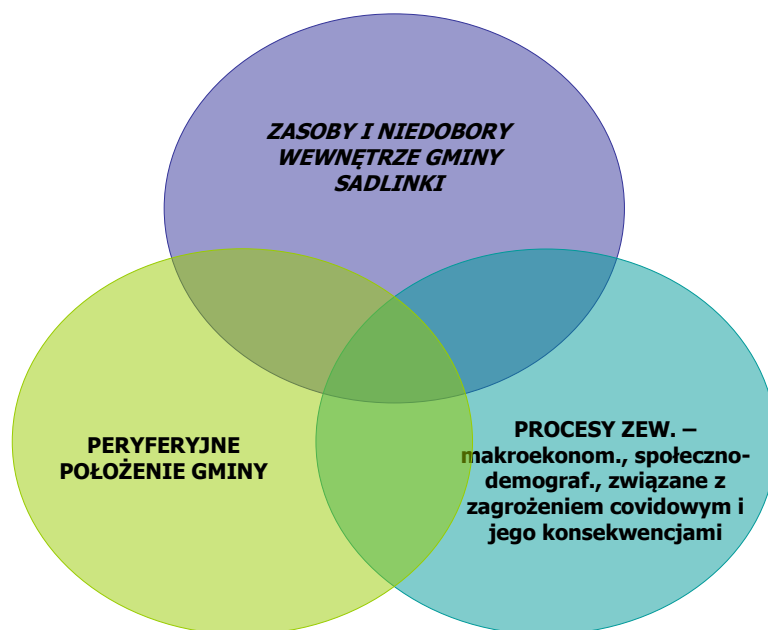 ZASOBY I NIEDOBORY
WEWNĘTRZE GMINY
SADLINKI
PERYFERYJNE
POŁOŻENIE GMINY
PROCESY ZEW. –
makroekonom., społeczno-
demograf., związane z
zagrożeniem covidowym i
jego konsekwencjami